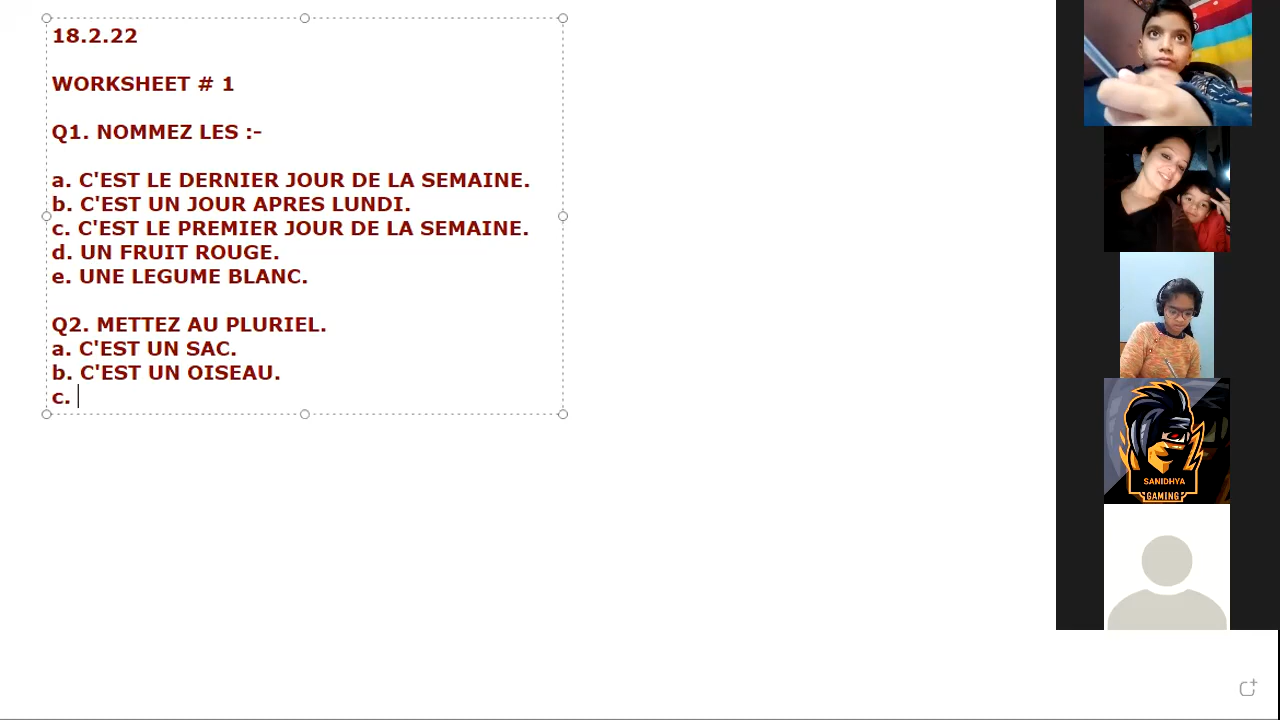 18.2.22
WORKSHEET # 1
Q1. NOMMEZ LES :-
a. C'EST LE DERNIER JOUR DE LA SEMAINE.
b. C'EST UN JOUR APRES LUNDI.
c. C'EST LE PREMIER JOUR DE LA SEMAINE.
d. UN FRUIT ROUGE.
e. UNE LEGUME BLANC.
Q2. METTEZ AU PLURIEL.
a. C'EST UN SAC.
b. C'EST UN OISEAU.
c.
SANIDHYA
GAMING